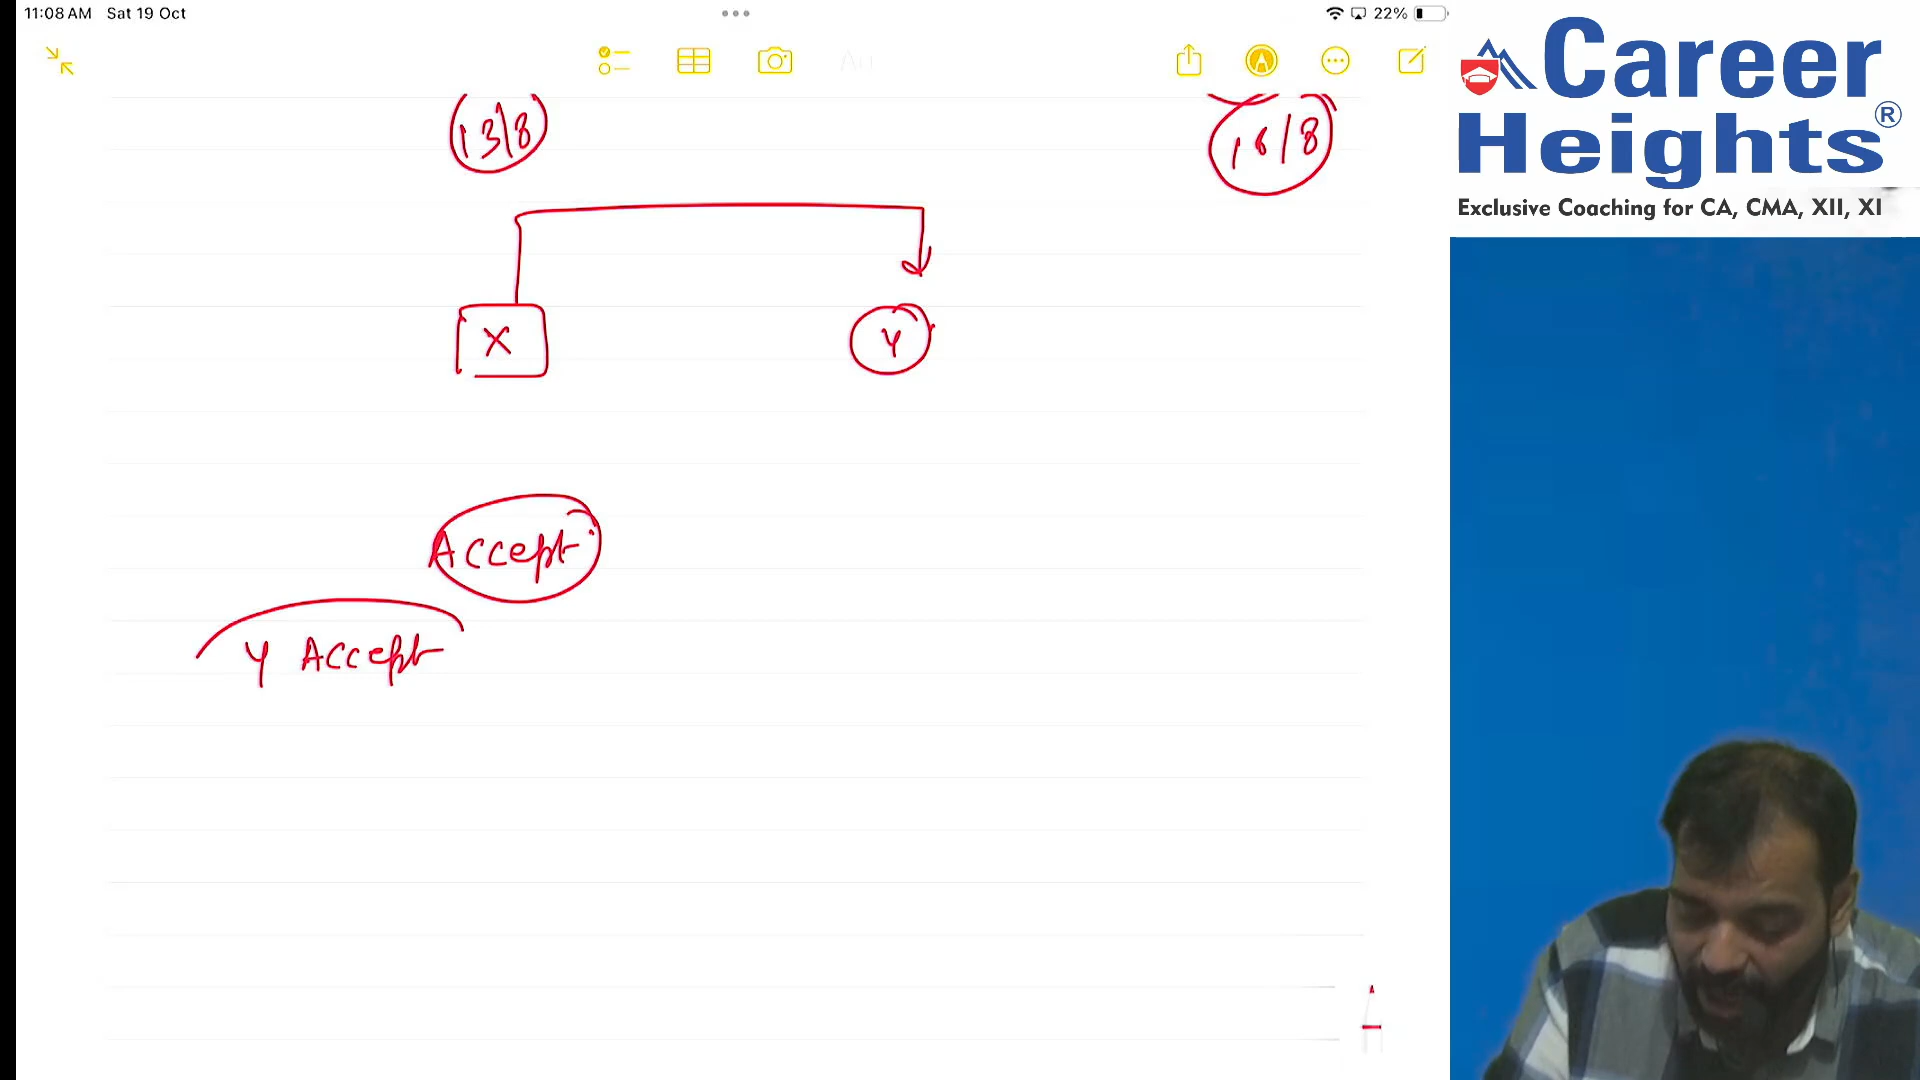 11:08 AM Sat 19 Oct
22%
Career
Heights®
Exclusive Coaching for CA, CMA, XII, XI
13/8
16/8
X
Y
Accept
Y Accept